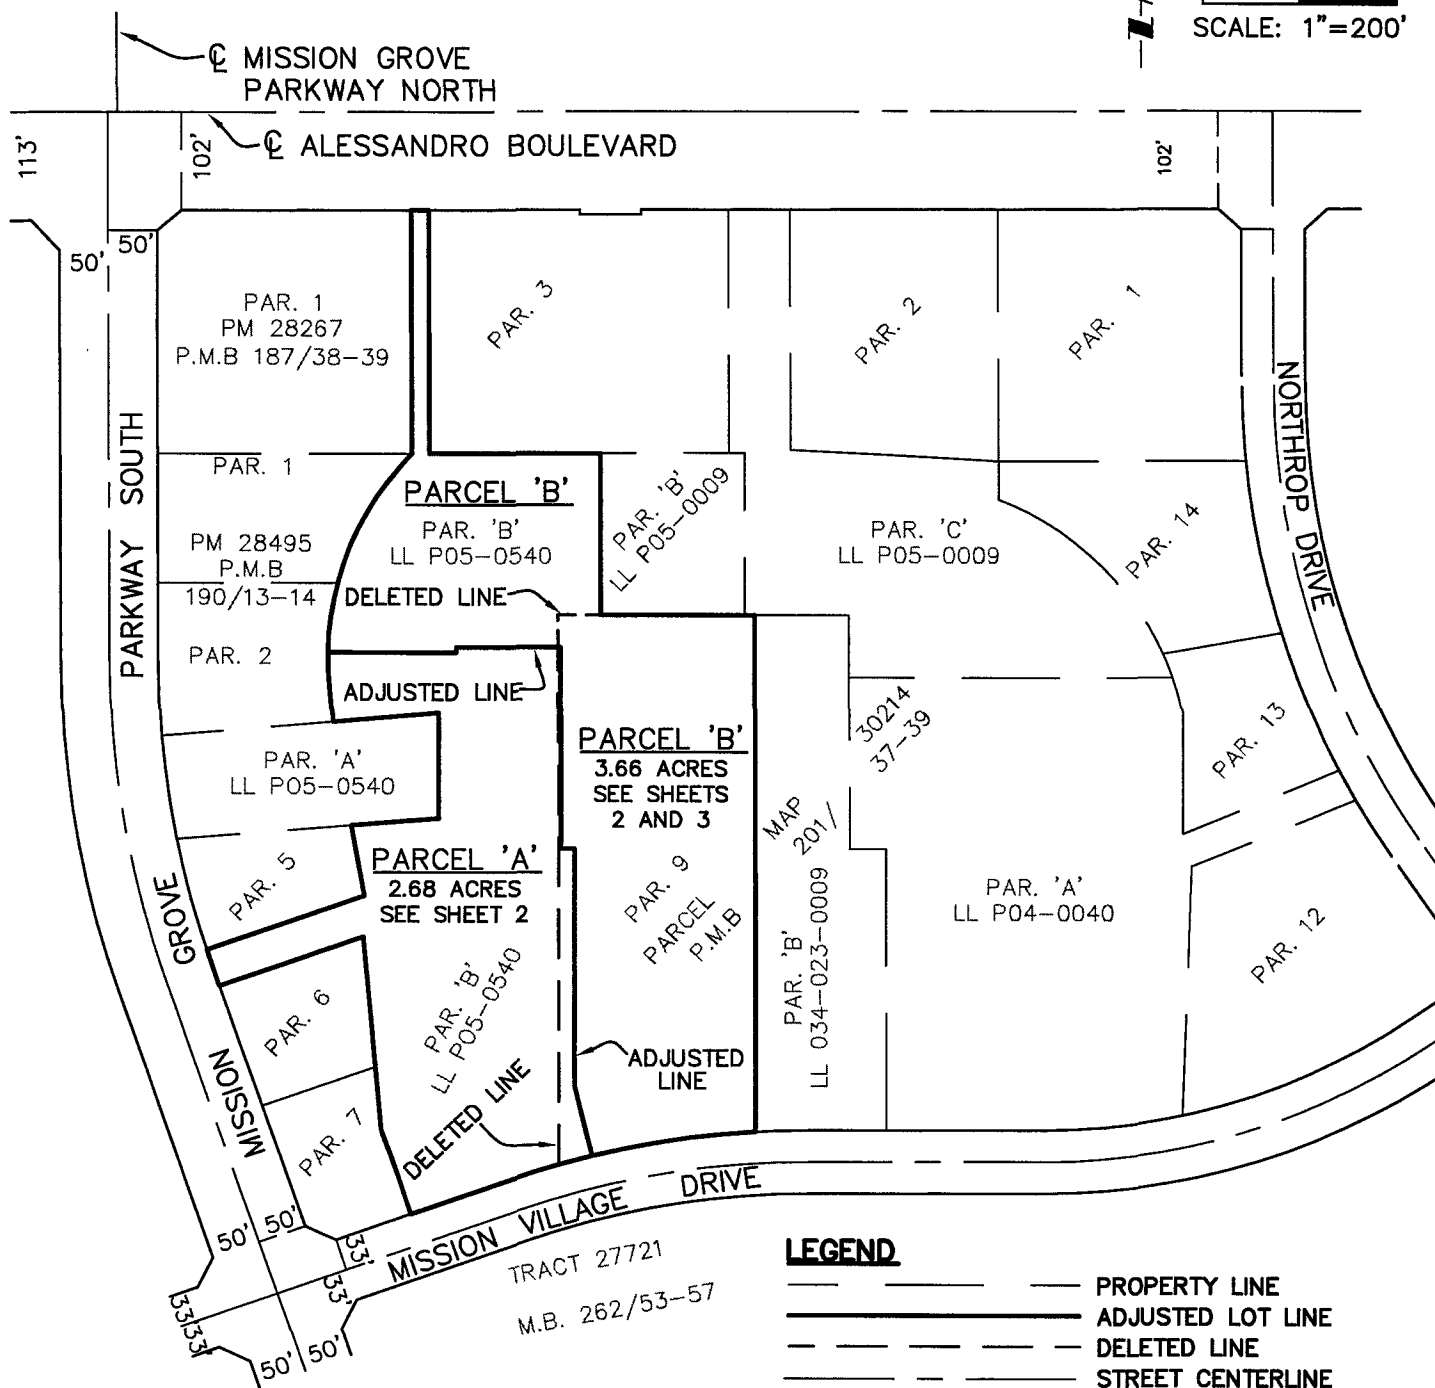 SCALE: 1"=200'
℄ MISSION GROVE
PARKWAY NORTH
℄ ALESSANDRO BOULEVARD
113'
102'
102'
50'
50'
PAR. 1
PM 28267
P.M.B 187/38-39
PAR. 3
PAR. 2
PAR. 1
NORTHROP DRIVE
PARKWAY SOUTH
PAR. 1
PM 28495
P.M.B
190/13-14
PAR. 2
PARCEL 'B'
PAR. 'B'
LL P05-0540
DELETED LINE
ADJUSTED LINE
PAR. 'B'
LL P05-0009
PAR. 'C'
LL P05-0009
PAR. 14
PAR. 13
PAR. 'A'
LL P05-0540
PARCEL 'B'
3.66 ACRES
SEE SHEETS
2 AND 3
30214
37-39
MAP
201/
PAR. 5
PARCEL 'A'
2.68 ACRES
SEE SHEET 2
PAR. 9
PARCEL
P.M.B
PAR. 'B'
LL 034-023-0009
PAR. 'A'
LL P04-0040
PAR. 12
GROVE
MISSION
PAR. 6
PAR. 'B'
LL P05-0540
PAR. 7
DELETED LINE
ADJUSTED
LINE
MISSION VILLAGE DRIVE
50'
50'
33'
33'
33'
33'
50'
50'
TRACT 27721
M.B. 262/53-57
LEGEND
PROPERTY LINE
ADJUSTED LOT LINE
DELETED LINE
STREET CENTERLINE